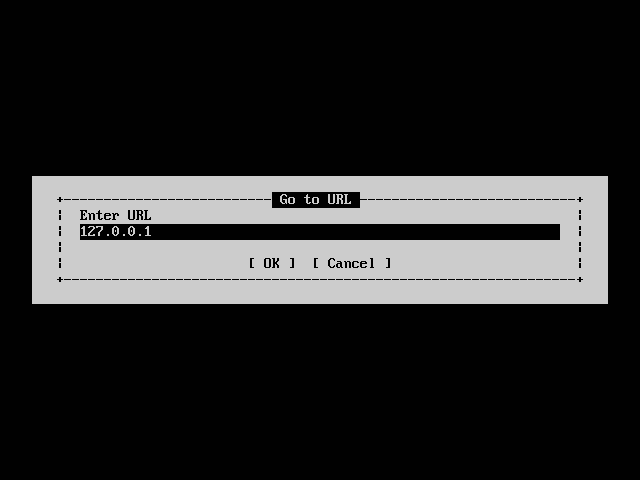 Go to URL
Enter URL
127.0.0.1
[ OK ] [ Cancel ]